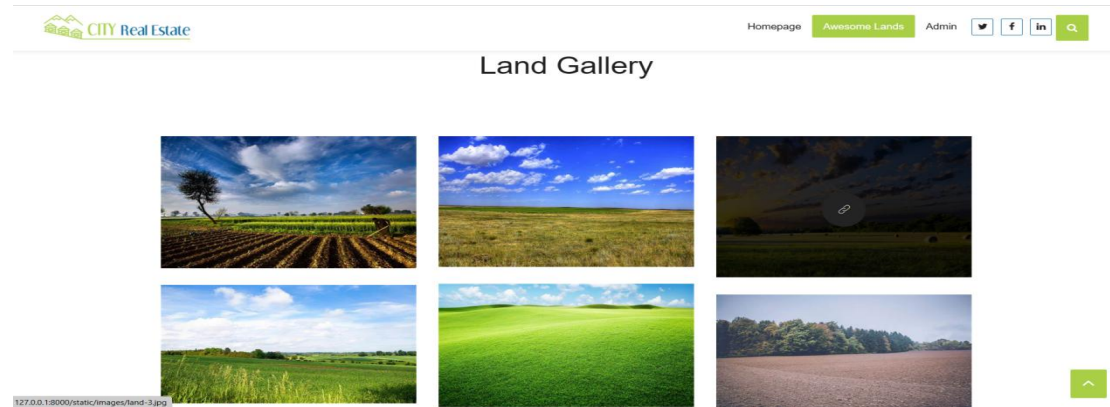 CITY Real Estate
Homepage Awesome Lands Admin
Land Gallery
127.0.0.1:8000/static/images/land-3.jpg